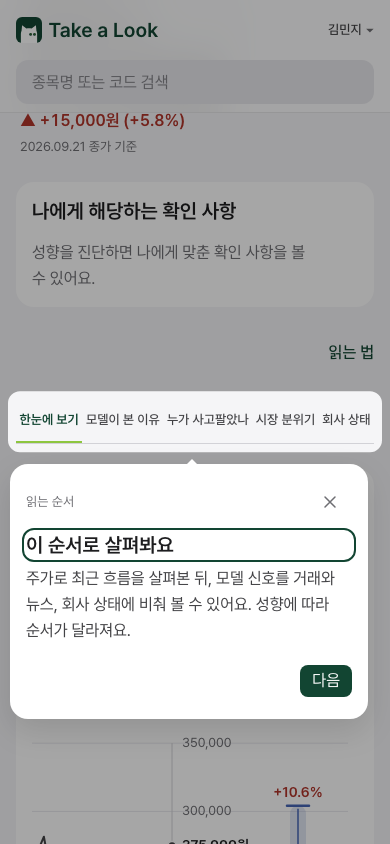 Take a Look
김민지
종목명 또는 코드 검색
▲ +15,000원 (+5.8%)
2026.09.21 종가 기준
나에게 해당하는 확인 사항
성향을 진단하면 나에게 맞춘 확인 사항을 볼
수 있어요.
읽는 법
한눈에 보기 모델이 본 이유 누가 사고팔았나 시장 분위기 회사 상태
읽는 순서
이 순서로 살펴봐요
주가로 최근 흐름을 살펴본 뒤, 모델 신호를 거래와
뉴스, 회사 상태에 비춰 볼 수 있어요. 성향에 따라
순서가 달라져요.
다음
350,000
+10.6%
300,000